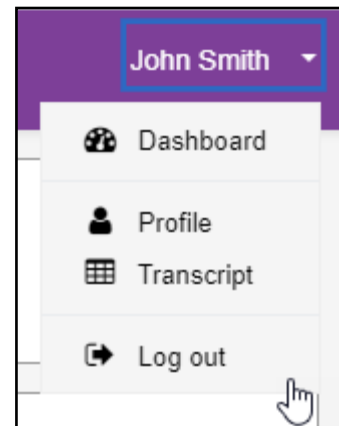 John Smith
Dashboard
Profile
Transcript
Log out